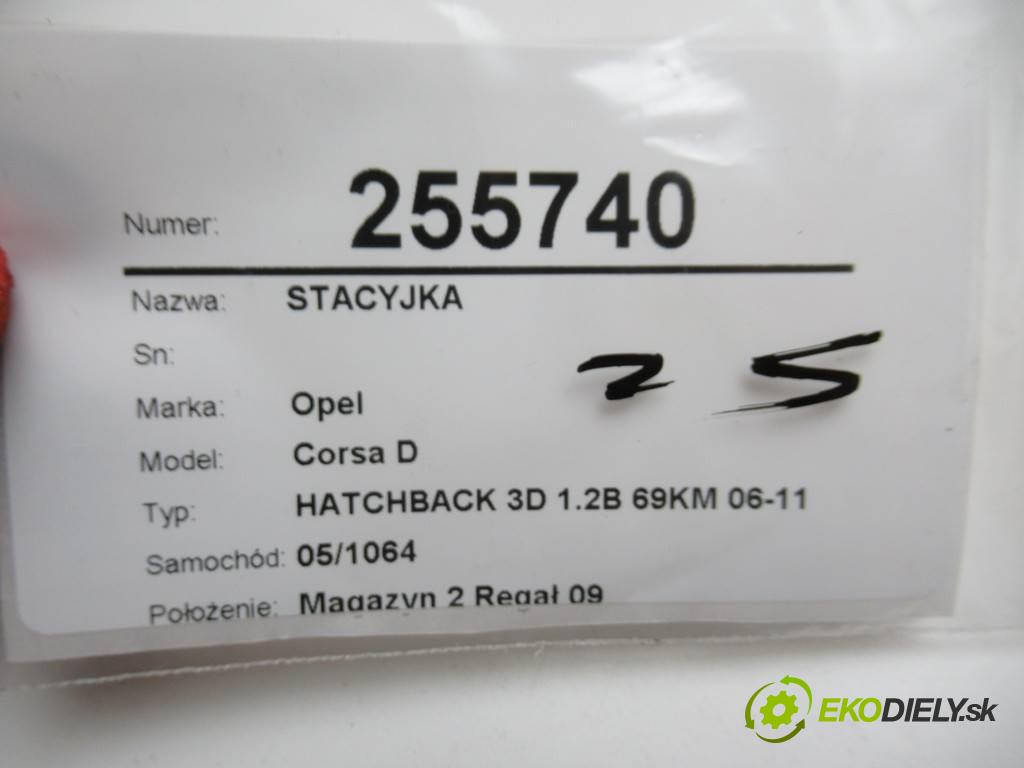 Numer: 255740
Nazwa: STACYJKA
Sn:
25
Marka: Opel
Model: Corsa D
Typ: HATCHBACK 3D 1.2B 69KM 06-11
Samochód: 05/1064
Położenie: Magazyn 2 Regał 09
EKODIELY.sk